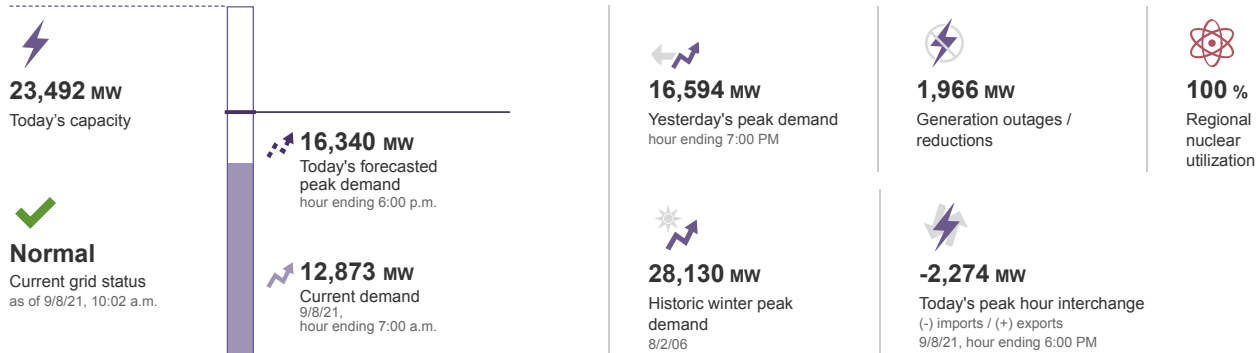 23,492 MW
Today's capacity
Normal
Current grid status
as of 9/8/21, 10:02 a.m.
16,340 MW
Today's forecasted
peak demand
hour ending 6:00 p.m.
12,873 MW
Current demand
9/8/21,
hour ending 7:00 a.m.
16,594 MW
Yesterday's peak demand
hour ending 7:00 PM
1,966 MW
Generation outages /
reductions
100 %
Regional
nuclear
utilization
28,130 MW
Historic winter peak
demand
8/2/06
-2,274 MW
Today's peak hour interchange
(-) imports / (+) exports
9/8/21, hour ending 6:00 PM